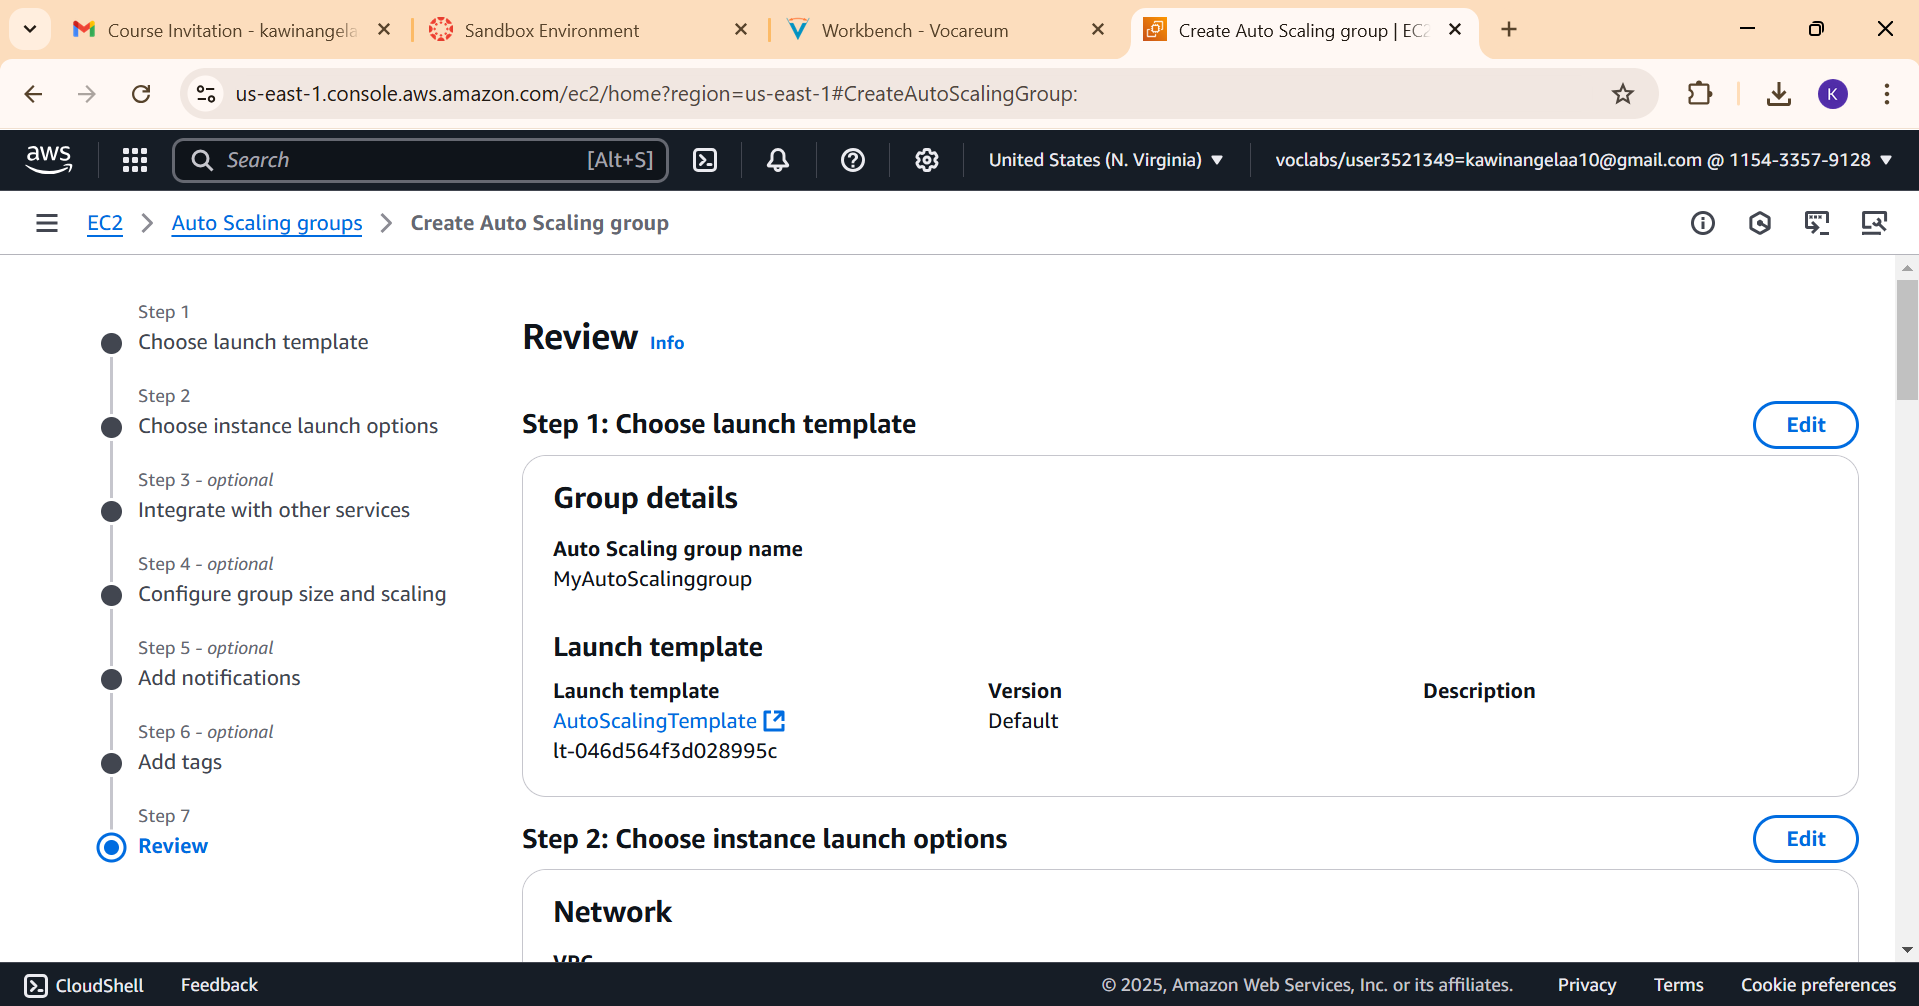 Course Invitation - kawinangela
Sandbox Environment
Workbench - Vocareum
Create Auto Scaling group | EC2
us-east-1.console.aws.amazon.com/ec2/home?region=us-east-1#CreateAutoScalingGroup:
K
aws
Search [Alt+S]
United States (N. Virginia)
voclabs/user3521349=kawinangelaa10@gmail.com @ 1154-3357-9128
EC2 > Auto Scaling groups > Create Auto Scaling group
Step 1
Choose launch template
Step 2
Choose instance launch options
Step 3 - optional
Integrate with other services
Step 4 - optional
Configure group size and scaling
Step 5 - optional
Add notifications
Step 6 - optional
Add tags
Step 7
Review
Review Info
Step 1: Choose launch template
Edit
Group details
Auto Scaling group name
MyAutoScalinggroup
Launch template
Launch template Version Description
AutoScalingTemplate Default
lt-046d564f3d028995c
Step 2: Choose instance launch options
Edit
Network
VPC
CloudShell Feedback © 2025, Amazon Web Services, Inc. or its affiliates. Privacy Terms Cookie preferences